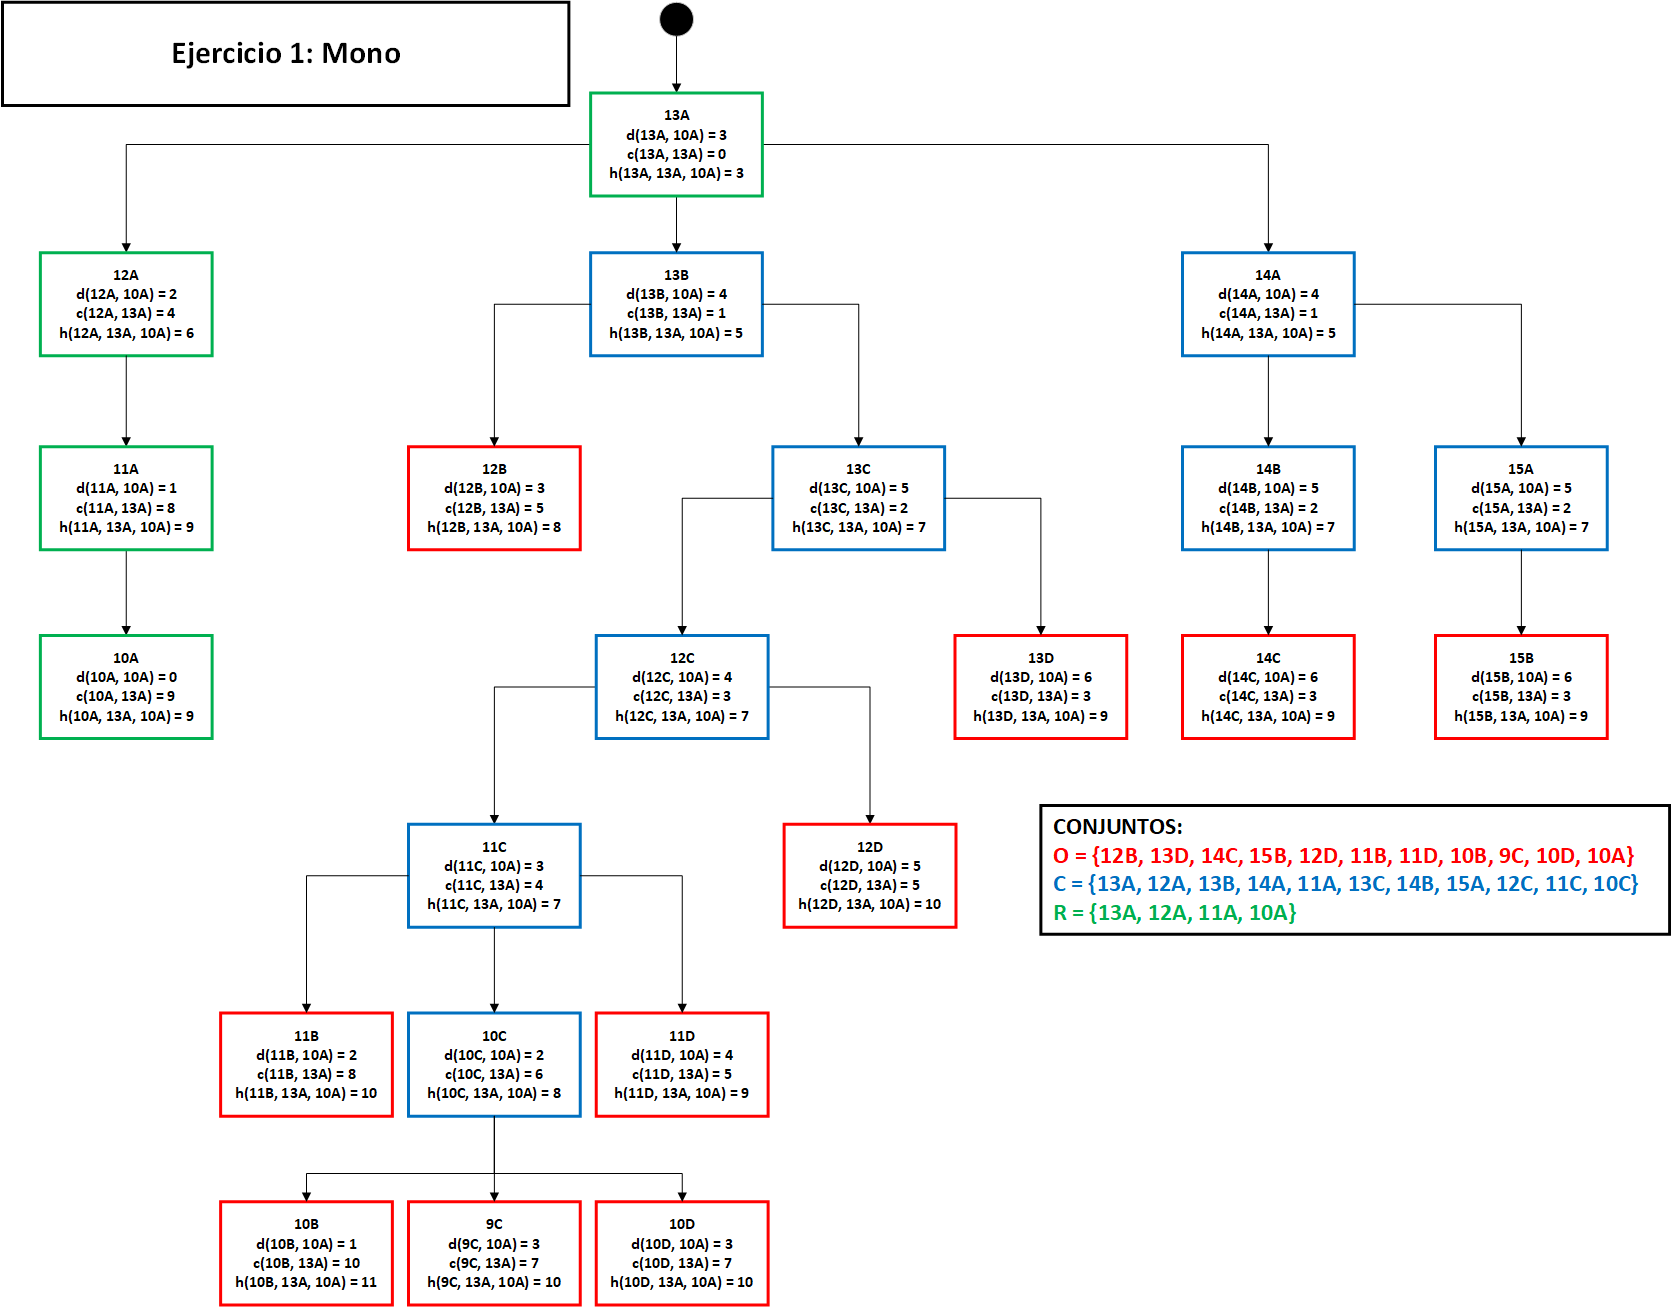 Ejercicio 1: Mono
13A
d(13A, 10A) = 3
c(13A, 13A) = 0
h(13A, 13A, 10A) = 3
12A
d(12A, 10A) = 2
c(12A, 13A) = 4
h(12A, 13A, 10A) = 6
13B
d(13B, 10A) = 4
c(13B, 13A) = 1
h(13B, 13A, 10A) = 5
14A
d(14A, 10A) = 4
c(14A, 13A) = 1
h(14A, 13A, 10A) = 5
11A
d(11A, 10A) = 1
c(11A, 13A) = 8
h(11A, 13A, 10A) = 9
12B
d(12B, 10A) = 3
c(12B, 13A) = 5
h(12B, 13A, 10A) = 8
13C
d(13C, 10A) = 5
c(13C, 13A) = 2
h(13C, 13A, 10A) = 7
14B
d(14B, 10A) = 5
c(14B, 13A) = 2
h(14B, 13A, 10A) = 7
15A
d(15A, 10A) = 5
c(15A, 13A) = 2
h(15A, 13A, 10A) = 7
10A
d(10A, 10A) = 0
c(10A, 13A) = 9
h(10A, 13A, 10A) = 9
12C
d(12C, 10A) = 4
c(12C, 13A) = 3
h(12C, 13A, 10A) = 7
13D
d(13D, 10A) = 6
c(13D, 13A) = 3
h(13D, 13A, 10A) = 9
14C
d(14C, 10A) = 6
c(14C, 13A) = 3
h(14C, 13A, 10A) = 9
15B
d(15B, 10A) = 6
c(15B, 13A) = 3
h(15B, 13A, 10A) = 9
11C
d(11C, 10A) = 3
c(11C, 13A) = 4
h(11C, 13A, 10A) = 7
12D
d(12D, 10A) = 5
c(12D, 13A) = 5
h(12D, 13A, 10A) = 10
CONJUNTOS:
O = {12B, 13D, 14C, 15B, 12D, 11B, 11D, 10B, 9C, 10D, 10A}
C = {13A, 12A, 13B, 14A, 11A, 13C, 14B, 15A, 12C, 11C, 10C}
R = {13A, 12A, 11A, 10A}
11B
d(11B, 10A) = 2
c(11B, 13A) = 8
h(11B, 13A, 10A) = 10
10C
d(10C, 10A) = 2
c(10C, 13A) = 6
h(10C, 13A, 10A) = 8
11D
d(11D, 10A) = 4
c(11D, 13A) = 5
h(11D, 13A, 10A) = 9
10B
d(10B, 10A) = 1
c(10B, 13A) = 10
h(10B, 13A, 10A) = 11
9C
d(9C, 10A) = 3
c(9C, 13A) = 7
h(9C, 13A, 10A) = 10
10D
d(10D, 10A) = 3
c(10D, 13A) = 7
h(10D, 13A, 10A) = 10